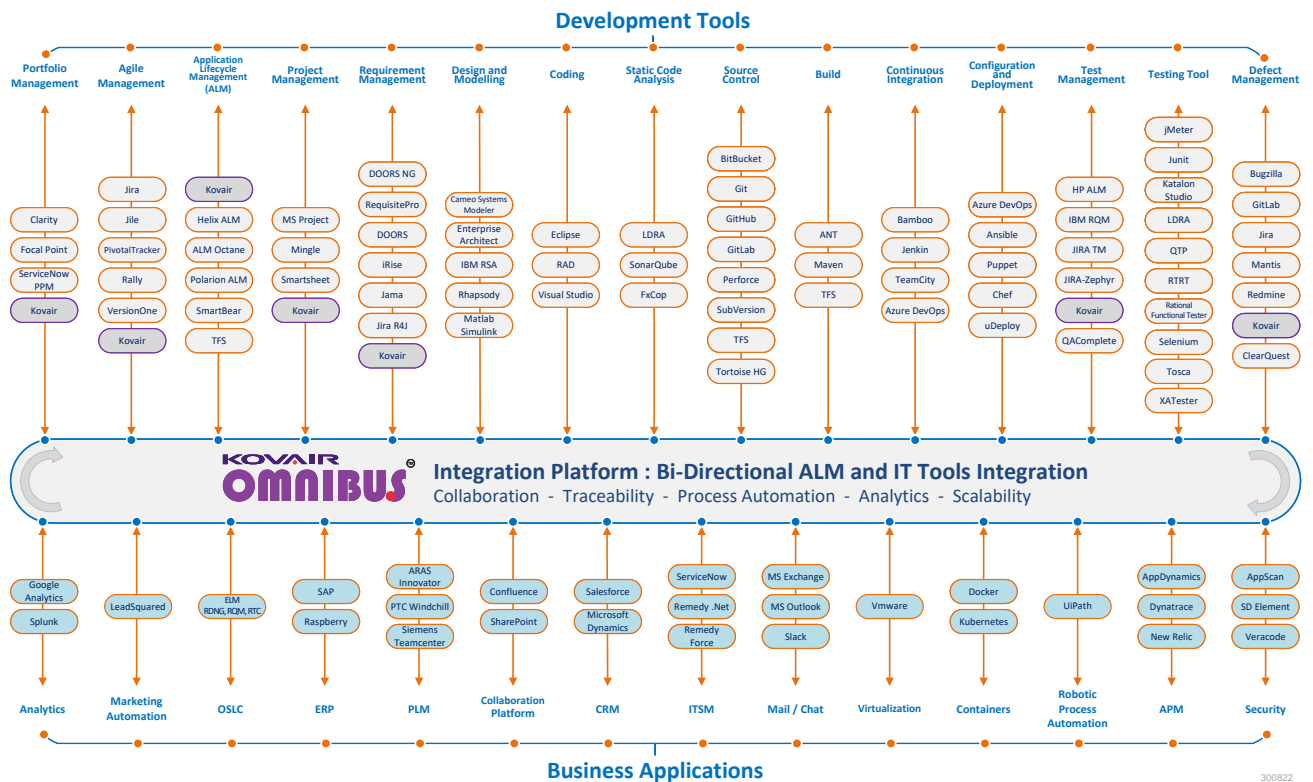 Development Tools
Portfolio
Management
Agile
Management
Application
Lifecycle
Management (ALM)
Project
Management
Requirement
Management
Design and
Modelling
Coding
Static Code
Analysis
Source
Control
Build
Continuous
Integration
Configuration
and
Deployment
Test
Management
Testing Tool
Defect
Management
Clarity
Focal Point
ServiceNow
PPM
Kovair
Jira
Jile
PivotalTracker
Rally
VersionOne
Kovair
Kovair
Helix ALM
ALM Octane
Polarion ALM
SmartBear
TFS
MS Project
Mingle
Smartsheet
Kovair
DOORS NG
RequisitePro
DOORS
iRise
Jama
Jira R4J
Kovair
Cameo Systems
Modeler
Enterprise
Architect
IBM RSA
Rhapsody
Matlab
Simulink
Eclipse
RAD
Visual Studio
LDRA
SonarQube
FxCop
BitBucket
Git
GitHub
GitLab
Perforce
SubVersion
TFS
Tortoise HG
ANT
Maven
TFS
Bamboo
Jenkin
TeamCity
Azure DevOps
Azure DevOps
Ansible
Puppet
Chef
uDeploy
HP ALM
IBM RQM
JIRA TM
JIRA-Zephyr
Kovair
QAComplete
jMeter
Junit
Katalon
Studio
LDRA
QTP
RTRT
Rational
Functional Tester
Selenium
Tosca
XATester
Bugzilla
GitLab
Jira
Mantis
Redmine
Kovair
ClearQuest
KOVAIR
OMNIBUS TM
Integration Platform : Bi-Directional ALM and IT Tools Integration
Collaboration - Traceability - Process Automation - Analytics - Scalability
Google
Analytics
Splunk
LeadSquared
ELM
RDNG, RQM, RTC
SAP
Raspberry
ARAS
Innovator
PTC Windchill
Siemens
Teamcenter
Confluence
SharePoint
Salesforce
Microsoft
Dynamics
ServiceNow
Remedy .Net
Remedy
Force
MS Exchange
MS Outlook
Slack
Vmware
Docker
Kubernetes
UiPath
AppDynamics
Dynatrace
New Relic
AppScan
SD Element
Veracode
Analytics
Marketing
Automation
OSLC
ERP
PLM
Collaboration
Platform
CRM
ITSM
Mail / Chat
Virtualization
Containers
Robotic
Process
Automation
APM
Security
Business Applications
300822